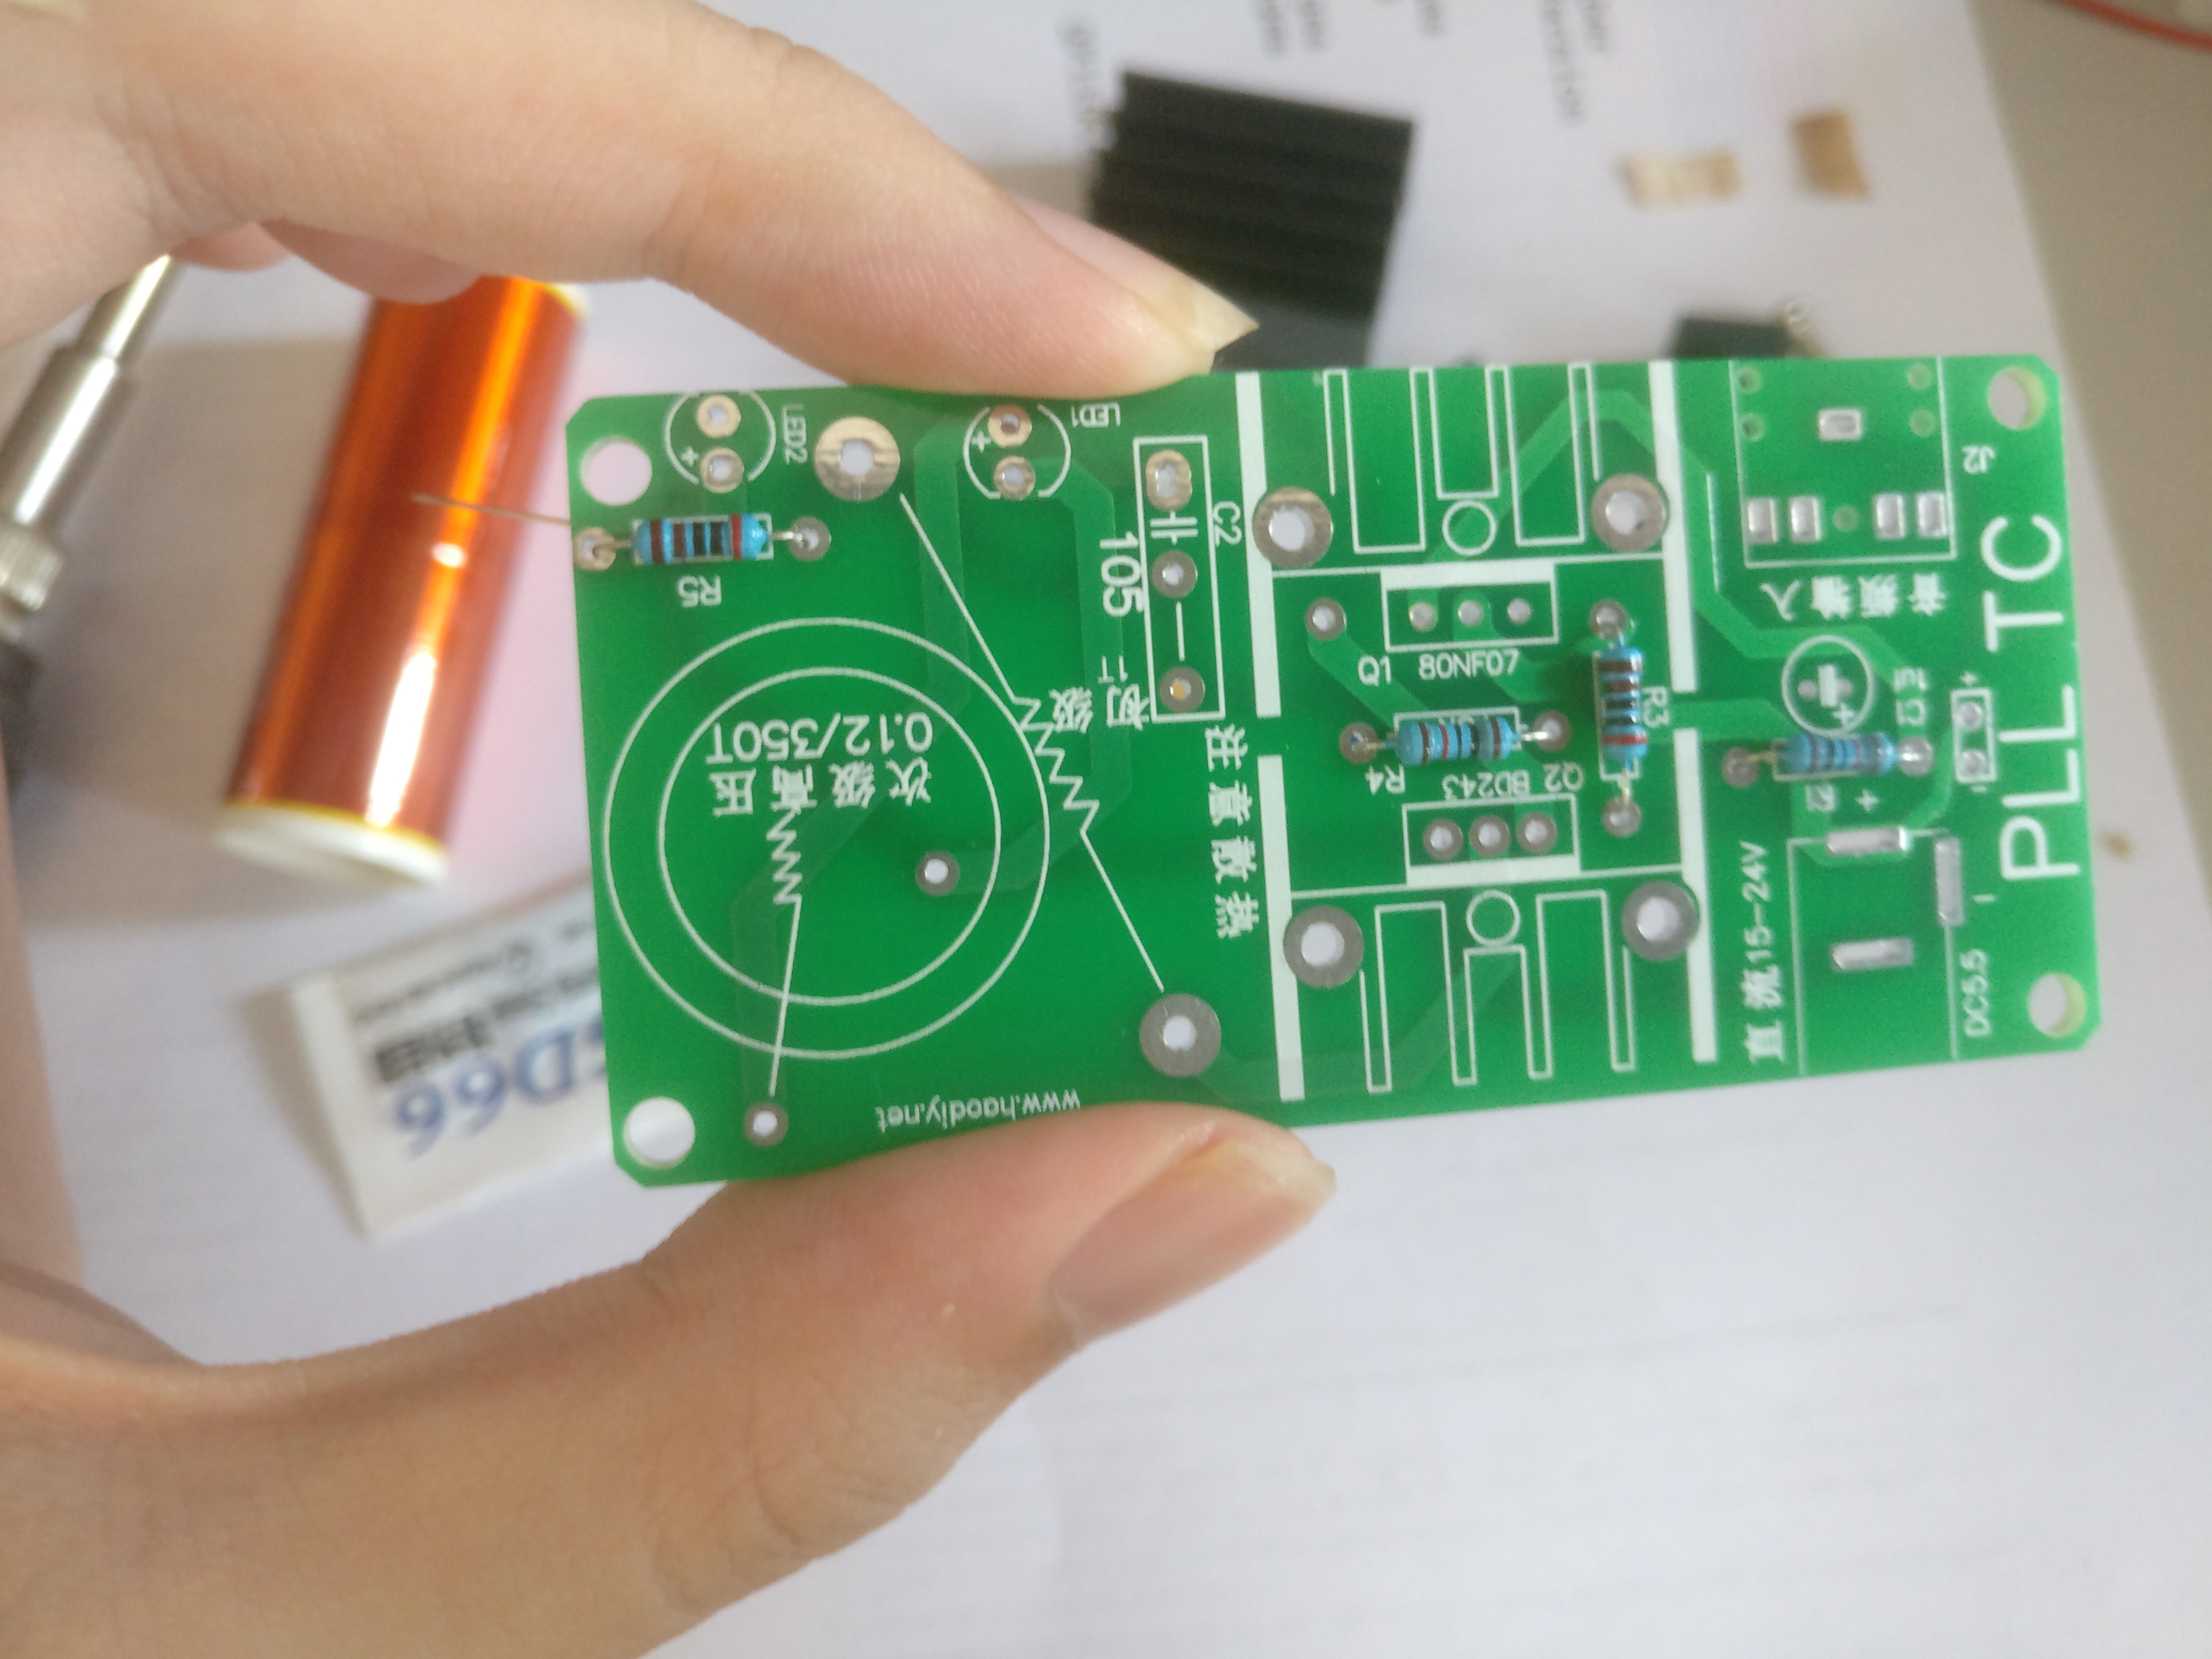 LED2
LED1
R5
C2
105
1T
初级
0.12/350T
次级高压
注意散热
Q1
80NF07
R4
BD243
Q2
R3
J2
音频输入
1uF
+
-
直流15-24V
DC5.5
PLL TC
www.haodiy.net